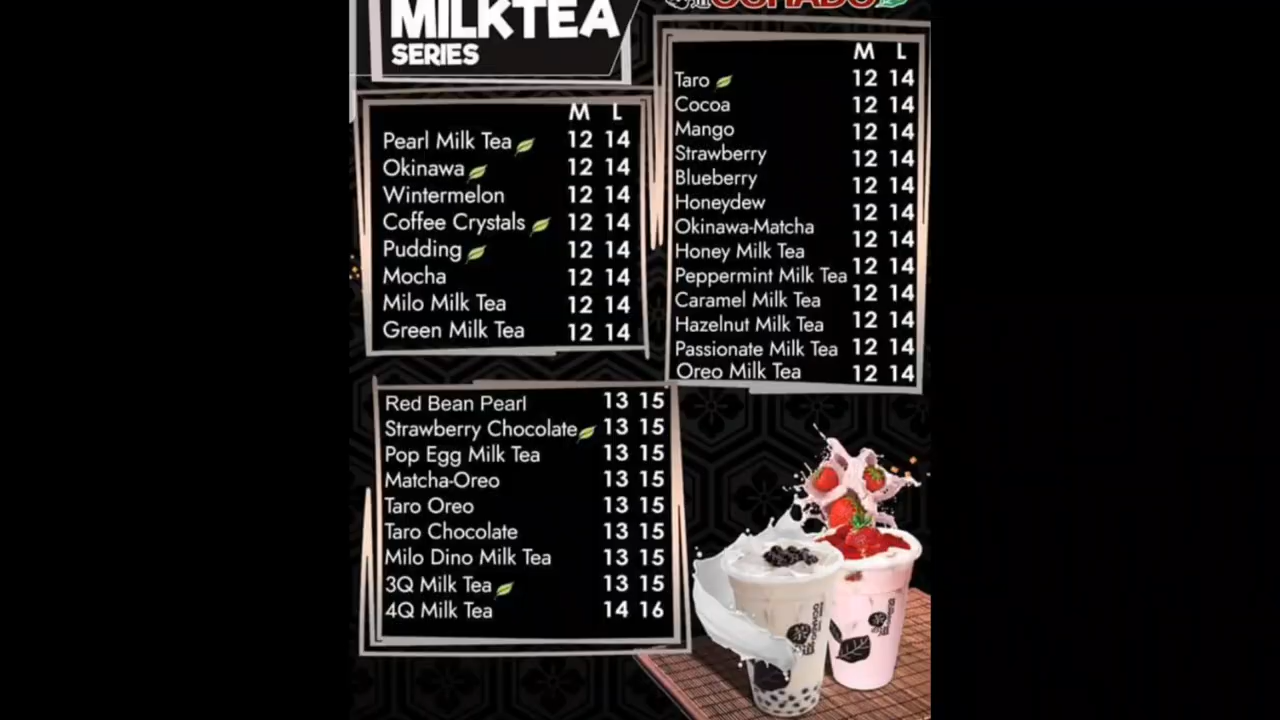 MILKTEA
SERIES
M L
Pearl Milk Tea 12 14
Okinawa 12 14
Wintermelon 12 14
Coffee Crystals 12 14
Pudding 12 14
Mocha 12 14
Milo Milk Tea 12 14
Green Milk Tea 12 14
M L
Taro 12 14
Cocoa 12 14
Mango 12 14
Strawberry 12 14
Blueberry 12 14
Honeydew 12 14
Okinawa-Matcha 12 14
Honey Milk Tea 12 14
Peppermint Milk Tea 12 14
Caramel Milk Tea 12 14
Hazelnut Milk Tea 12 14
Passionate Milk Tea 12 14
Oreo Milk Tea
Red Bean Pearl 13 15
Strawberry Chocolate 13 15
Pop Egg Milk Tea 13 15
Matcha-Oreo 13 15
Taro Oreo 13 15
Taro Chocolate 13 15
Milo Dino Milk Tea 13 15
3Q Milk Tea 13 15
4Q Milk Tea 14 16